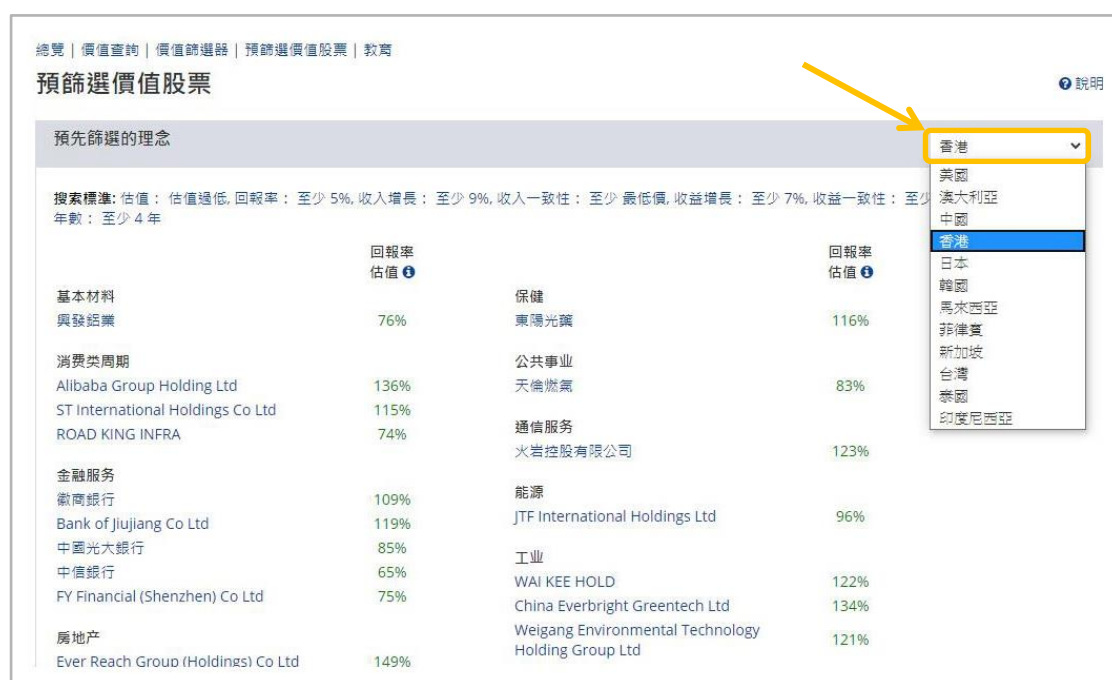 總覽 | 價值查詢 | 價值篩選器 | 預篩選價值股票 | 教育
預篩選價值股票
說明
預先篩選的理念
香港
美國
澳大利亞
中國
香港
日本
韓國
馬來西亞
菲律賓
新加坡
台灣
泰國
印度尼西亞
搜索標準: 估值： 估值過低, 回報率： 至少 5%, 收入增長： 至少 9%, 收入一致性： 至少 最低價, 收益增長： 至少 7%, 收益一致性： 至少
年數： 至少 4 年
回報率
估值
基本材料
興發鋁業 76%
消费类周期
Alibaba Group Holding Ltd 136%
ST International Holdings Co Ltd 115%
ROAD KING INFRA 74%
金融服务
徽商銀行 109%
Bank of Jiujiang Co Ltd 119%
中國光大銀行 85%
中信銀行 65%
FY Financial (Shenzhen) Co Ltd 75%
房地产
Ever Reach Group (Holdings) Co Ltd 149%
回報率
估值
保健
東陽光藥 116%
公共事业
天倫燃氣 83%
通信服务
火岩控股有限公司 123%
能源
JTF International Holdings Ltd 96%
工业
WAI KEE HOLD 122%
China Everbright Greentech Ltd 134%
Weigang Environmental Technology
Holding Group Ltd 121%